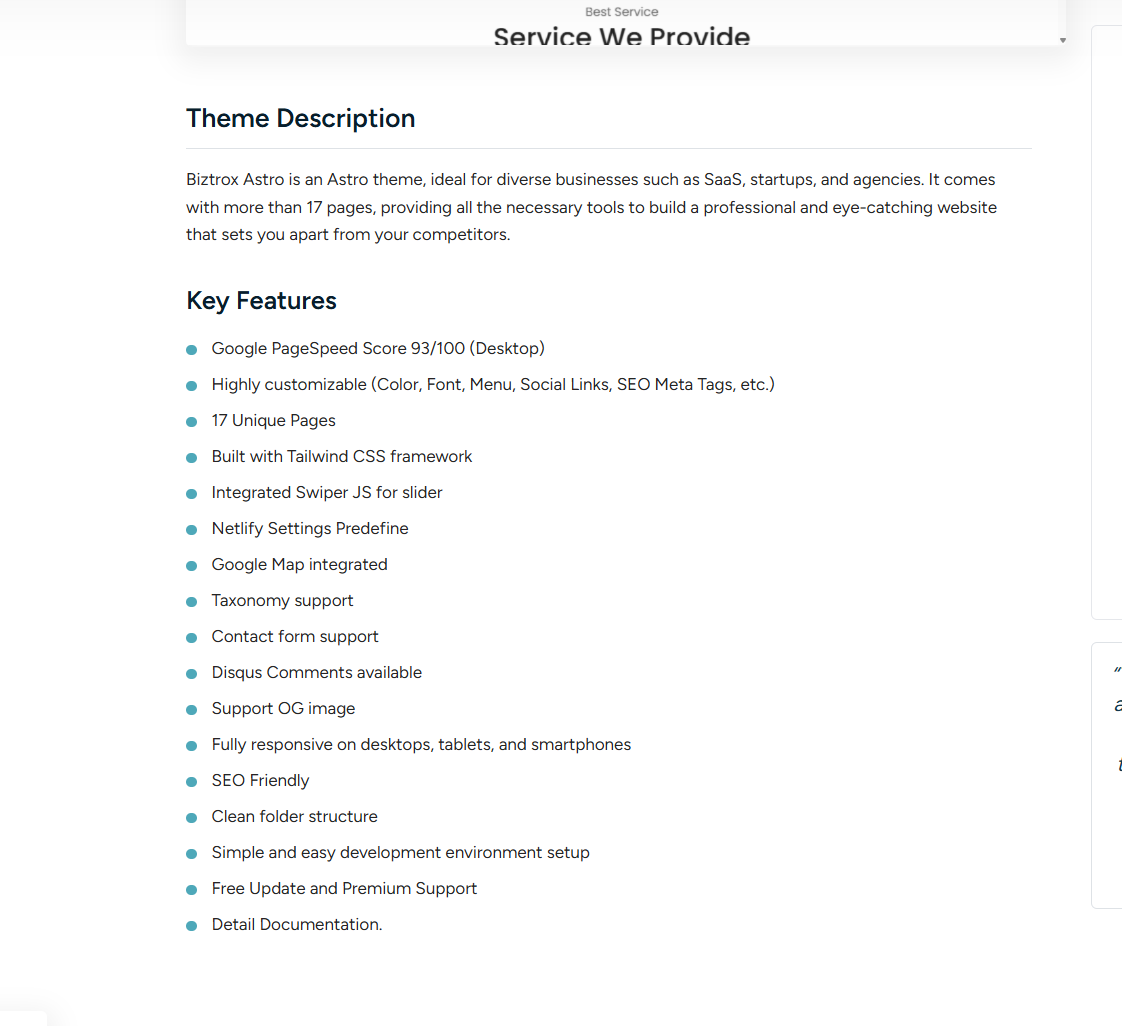 Best Service
Service We Provide
Theme Description
Biztrox Astro is an Astro theme, ideal for diverse businesses such as SaaS, startups, and agencies. It comes
with more than 17 pages, providing all the necessary tools to build a professional and eye-catching website
that sets you apart from your competitors.
Key Features
Google PageSpeed Score 93/100 (Desktop)
Highly customizable (Color, Font, Menu, Social Links, SEO Meta Tags, etc.)
17 Unique Pages
Built with Tailwind CSS framework
Integrated Swiper JS for slider
Netlify Settings Predefine
Google Map integrated
Taxonomy support
Contact form support
Disqus Comments available
Support OG image
Fully responsive on desktops, tablets, and smartphones
SEO Friendly
Clean folder structure
Simple and easy development environment setup
Free Update and Premium Support
Detail Documentation.